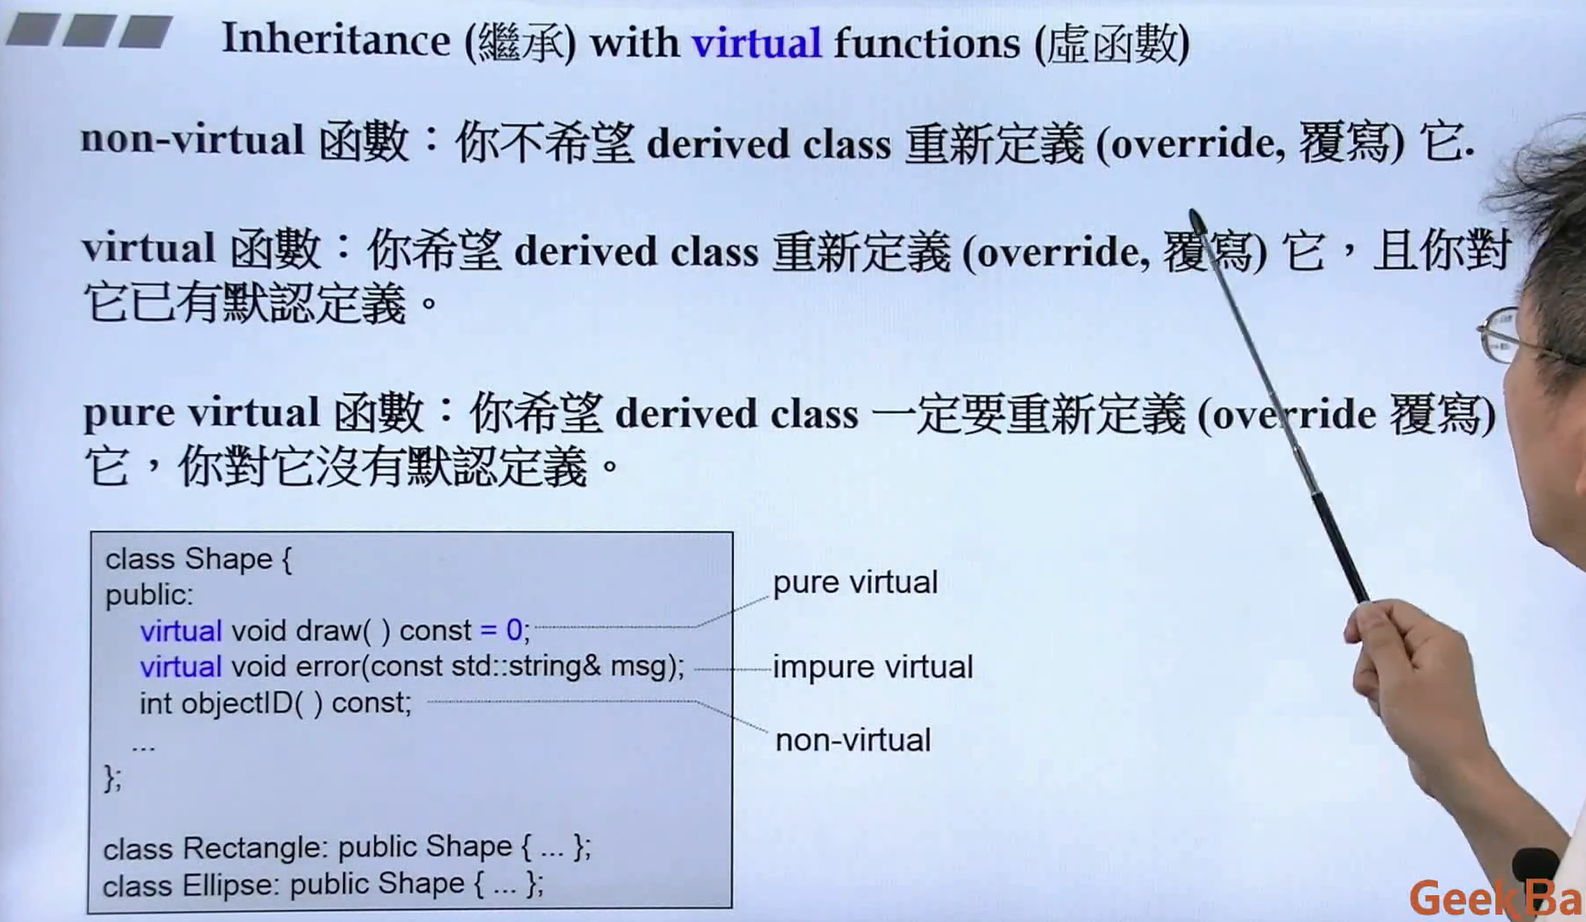 Inheritance (繼承) with virtual functions (虛函數)
non-virtual 函數：你不希望 derived class 重新定義 (override, 覆寫) 它.
virtual 函數：你希望 derived class 重新定義 (override, 覆寫) 它，且你對
它已有默認定義。
pure virtual 函數：你希望 derived class 一定要重新定義 (override 覆寫)
它，你對它沒有默認定義。
class Shape {
public:
virtual void draw( ) const = 0;
pure virtual
virtual void error(const std::string& msg);
impure virtual
int objectID( ) const;
non-virtual
...
};
class Rectangle: public Shape { ... };
class Ellipse: public Shape { ... };
GeekBa